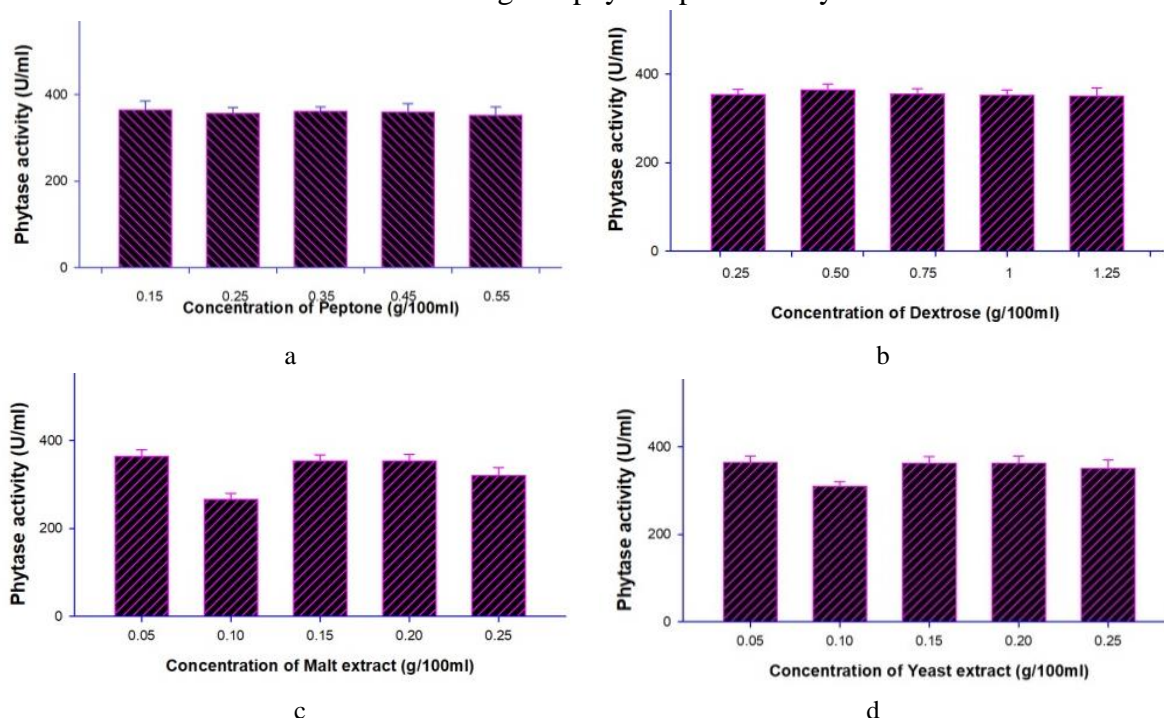 Phytase activity (U/ml)
400
200
0
0.15 0.25 0.35 0.45 0.55
Concentration of Peptone (g/100ml)
a
Phytase activity (U/ml)
400
200
0
0.25 0.50 0.75 1 1.25
Concentration of Dextrose (g/100ml)
b
Phytase activity (U/ml)
400
200
0
0.05 0.10 0.15 0.20 0.25
Concentration of Malt extract (g/100ml)
c
Phytase activity (U/ml)
400
200
0
0.05 0.10 0.15 0.20 0.25
Concentration of Yeast extract (g/100ml)
d